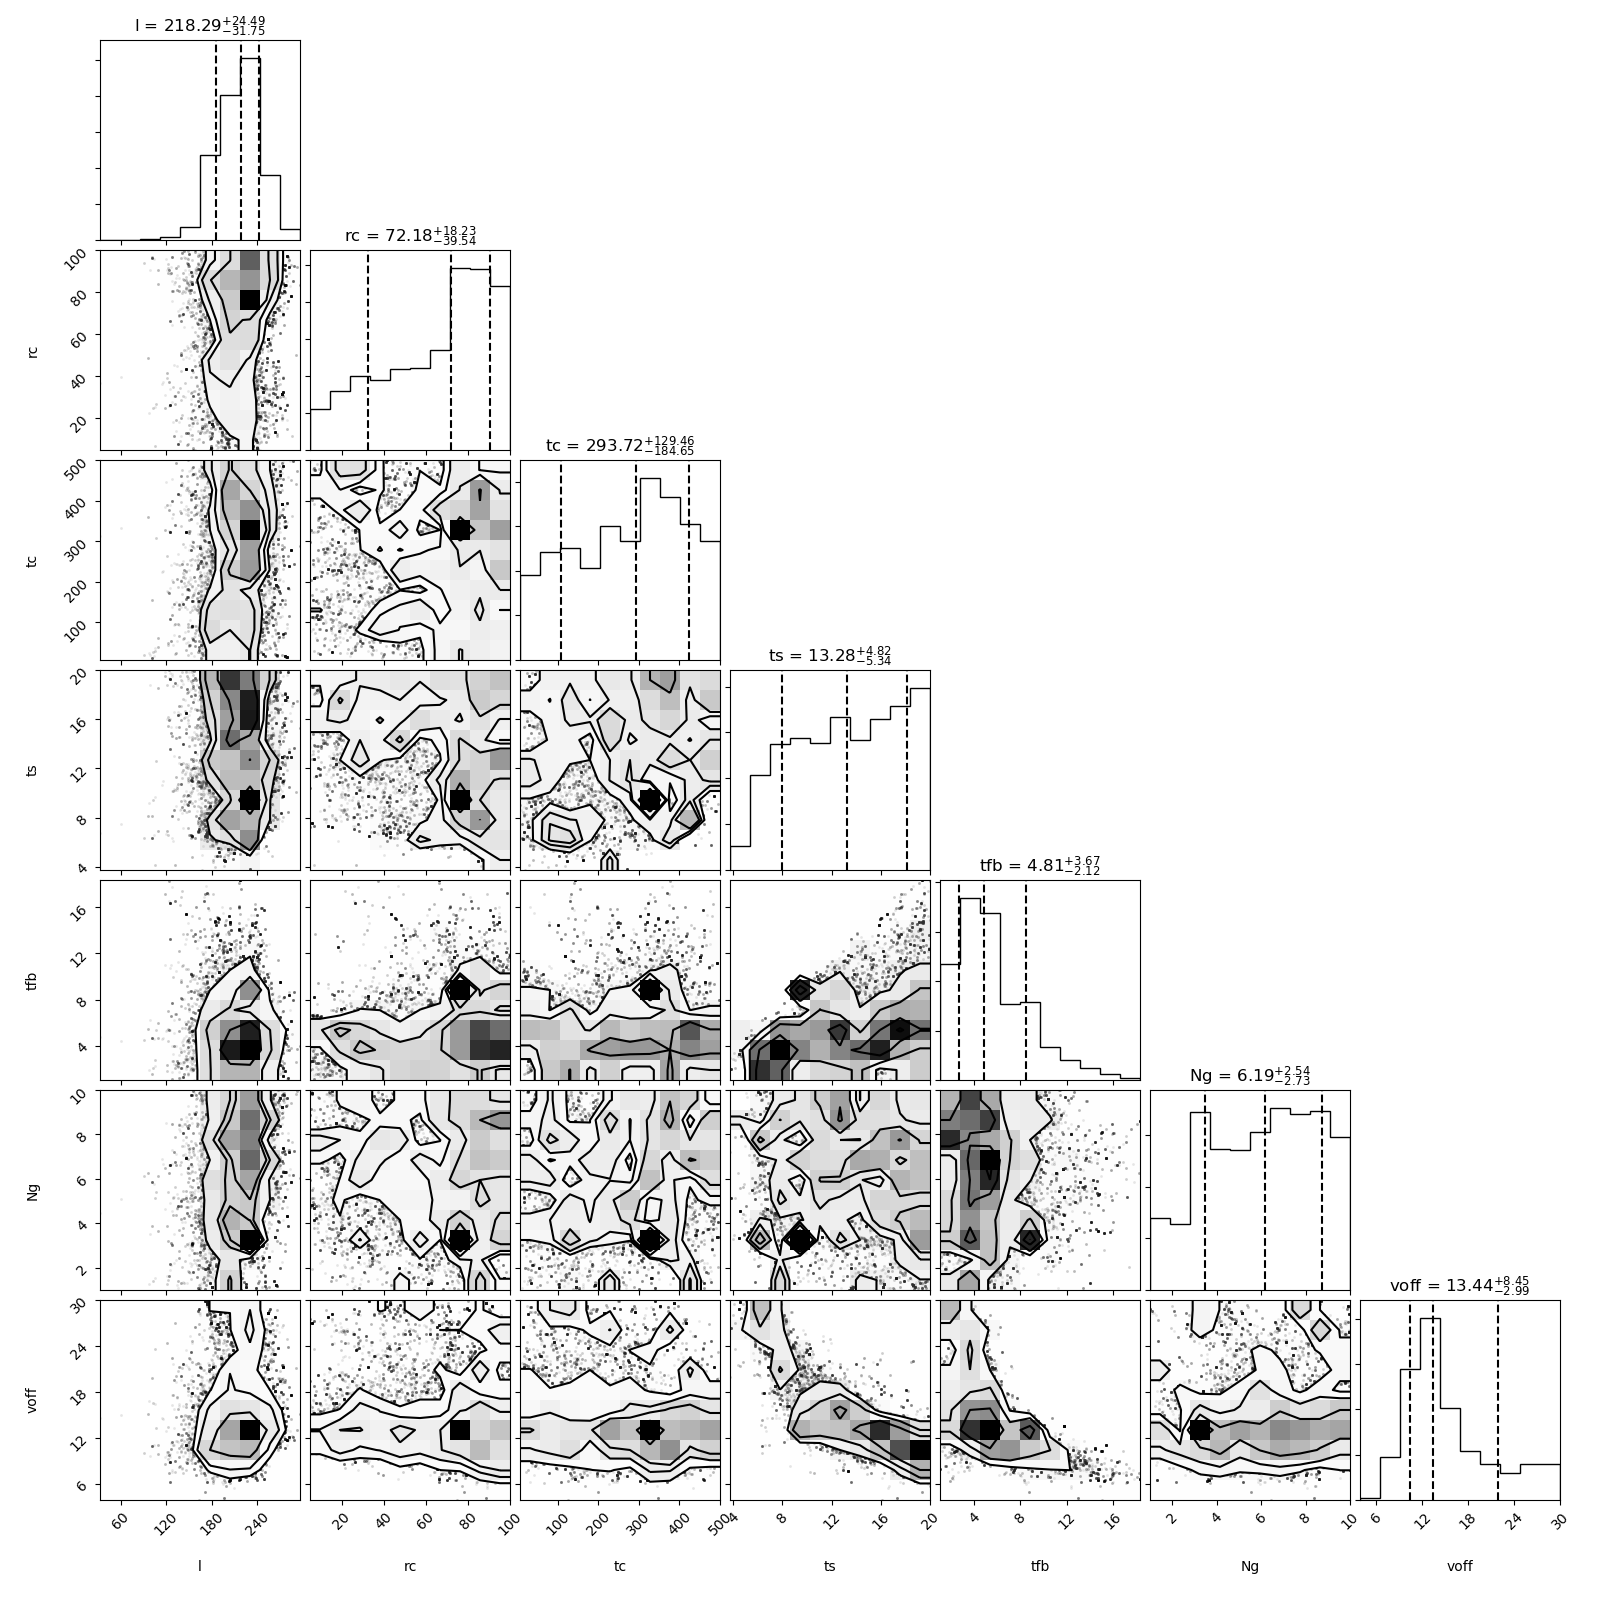 l = 218.29+24.49−31.75
rc = 72.18+18.23−39.54
100
80
60
40
20
rc
tc = 293.72+129.46−184.65
500
400
300
200
100
tc
ts = 13.28+4.82−5.34
20
16
12
8
4
ts
tfb = 4.81+3.67−2.12
16
12
8
4
tfb
Ng = 6.19+2.54−2.73
10
8
6
4
2
Ng
voff = 13.44+8.45−2.99
30
24
18
12
6
voff
60 120 180 240 20 40 60 80 100 100 200 300 400 500 4 8 12 16 20 4 8 12 16 2 4 6 8 10 6 12 18 24 30
l rc tc ts tfb Ng voff